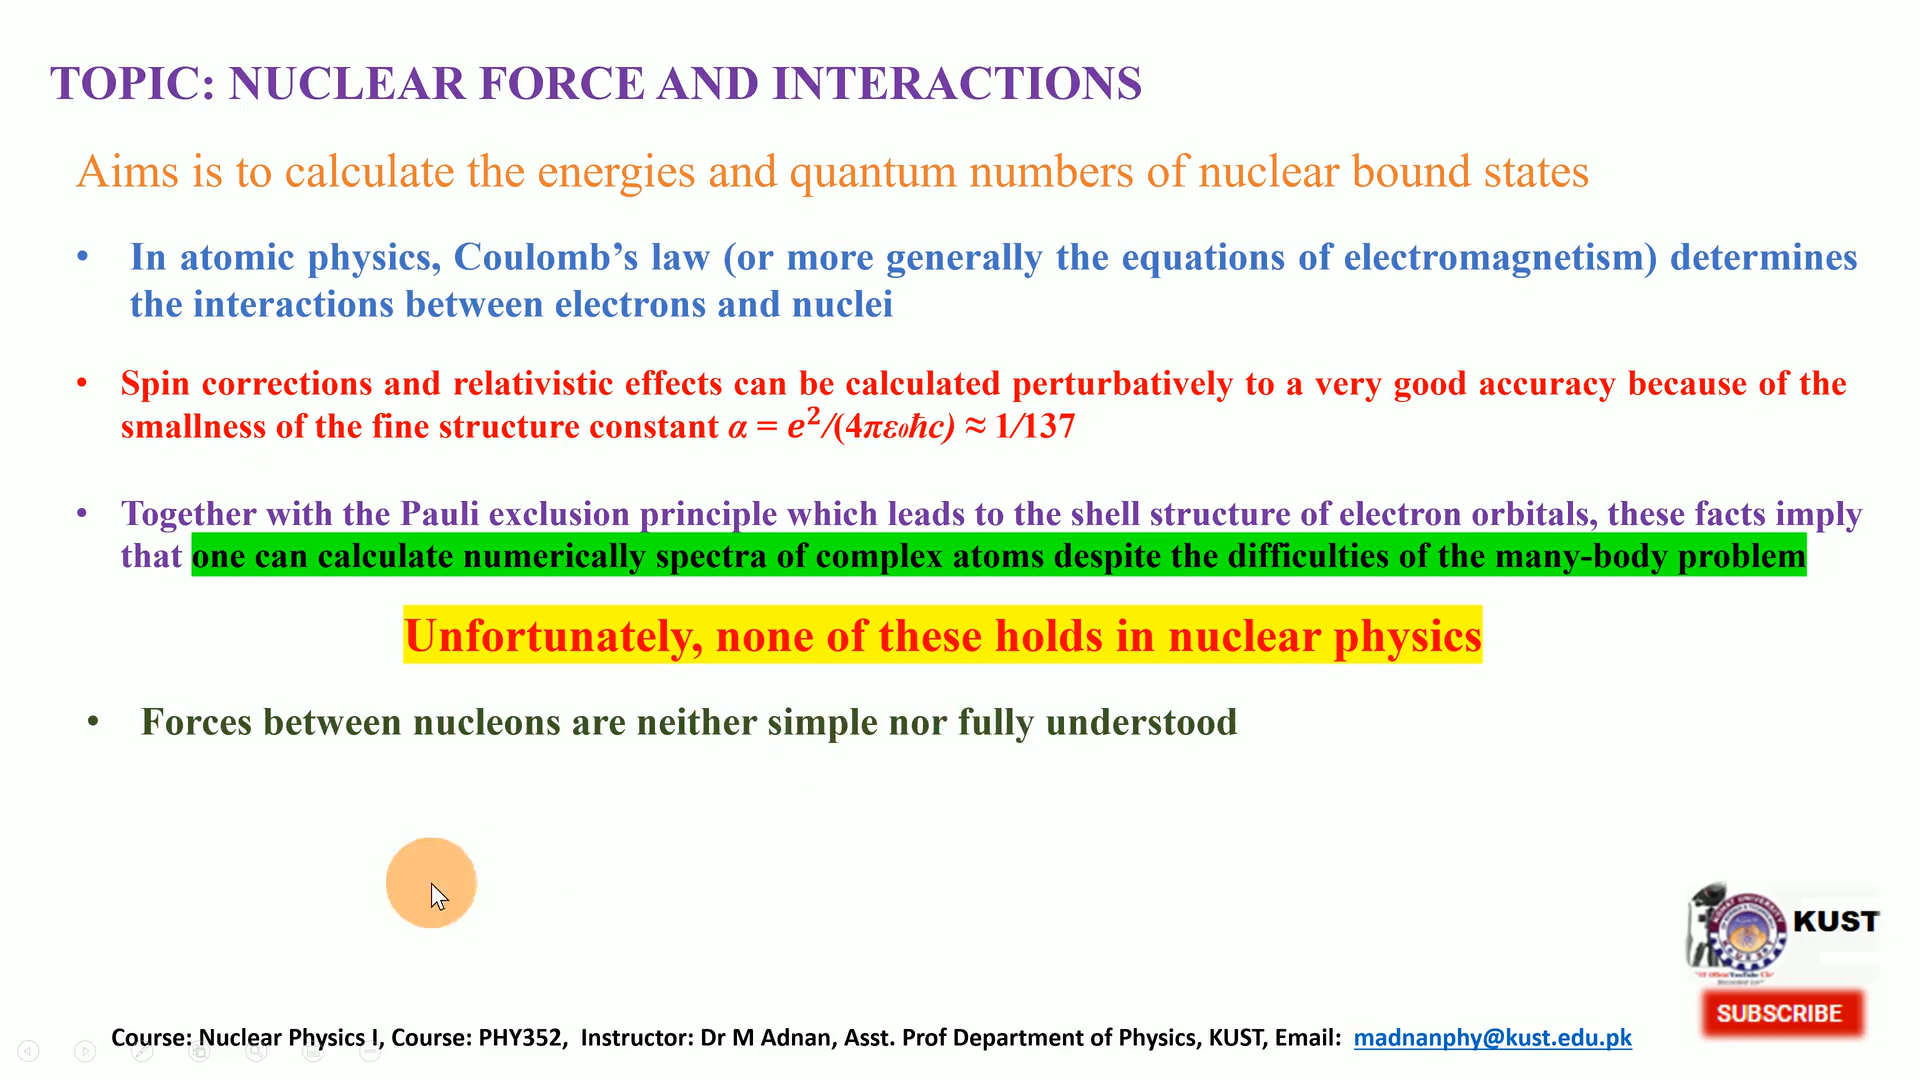 TOPIC: NUCLEAR FORCE AND INTERACTIONS
Aims is to calculate the energies and quantum numbers of nuclear bound states
• In atomic physics, Coulomb’s law (or more generally the equations of electromagnetism) determines
the interactions between electrons and nuclei
• Spin corrections and relativistic effects can be calculated perturbatively to a very good accuracy because of the
smallness of the fine structure constant α = e²/(4πε₀ħc) ≈ 1/137
• Together with the Pauli exclusion principle which leads to the shell structure of electron orbitals, these facts imply
that one can calculate numerically spectra of complex atoms despite the difficulties of the many-body problem
Unfortunately, none of these holds in nuclear physics
• Forces between nucleons are neither simple nor fully understood
KUST
SUBSCRIBE
Course: Nuclear Physics I, Course: PHY352, Instructor: Dr M Adnan, Asst. Prof Department of Physics, KUST, Email: madnanphy@kust.edu.pk